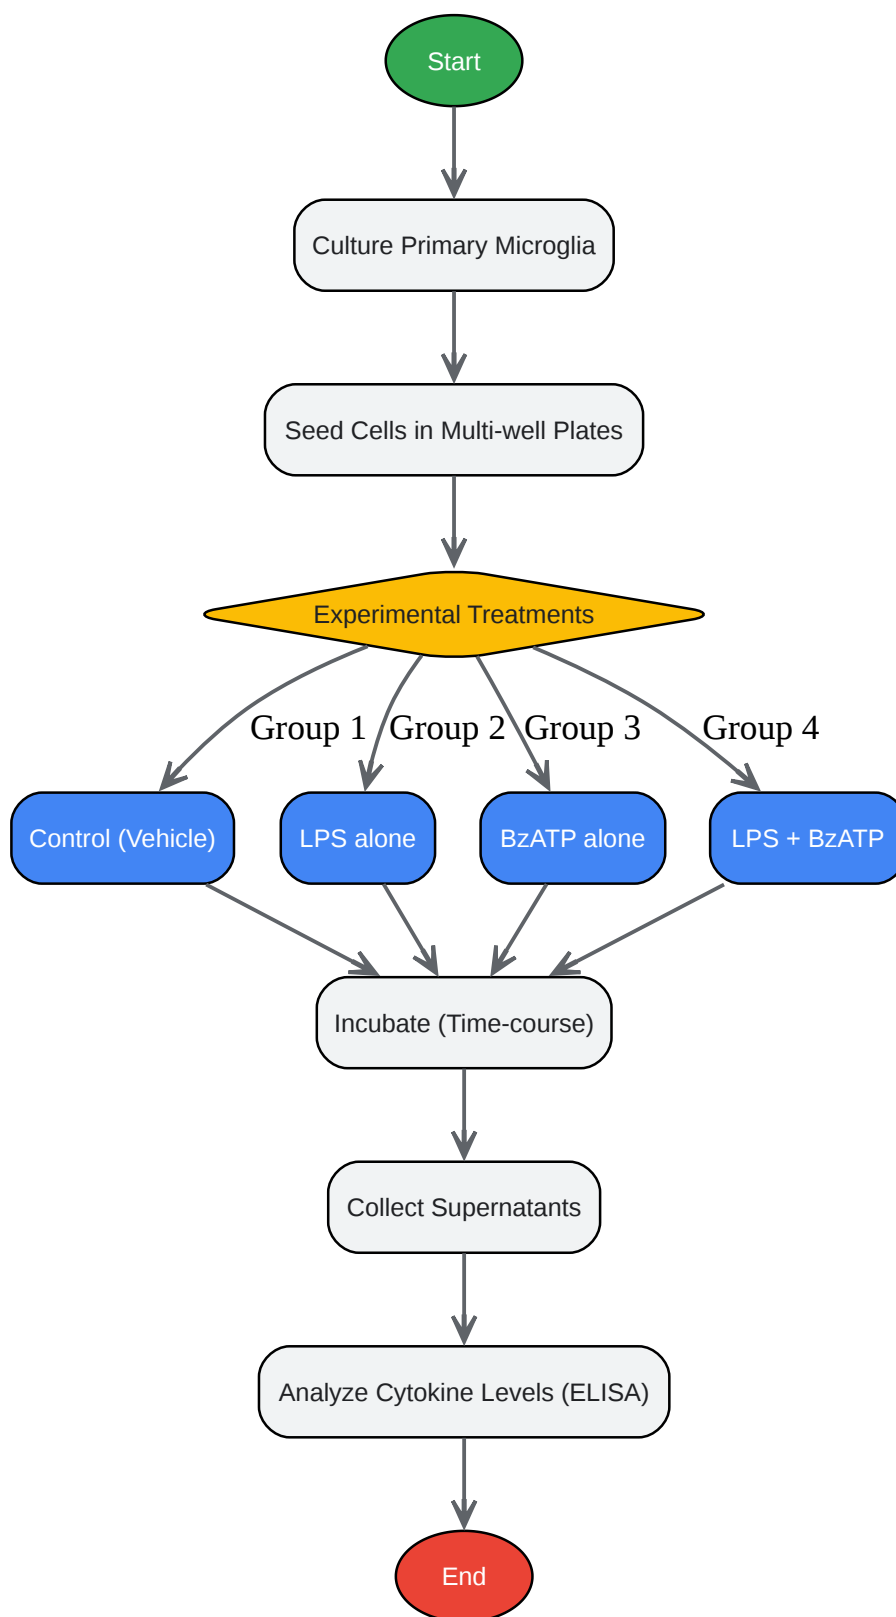 Start
Culture Primary Microglia
Seed Cells in Multi-well Plates
Experimental Treatments
Group 1
Group 2
Group 3
Group 4
Control (Vehicle)
LPS alone
BzATP alone
LPS + BzATP
Incubate (Time-course)
Collect Supernatants
Analyze Cytokine Levels (ELISA)
End